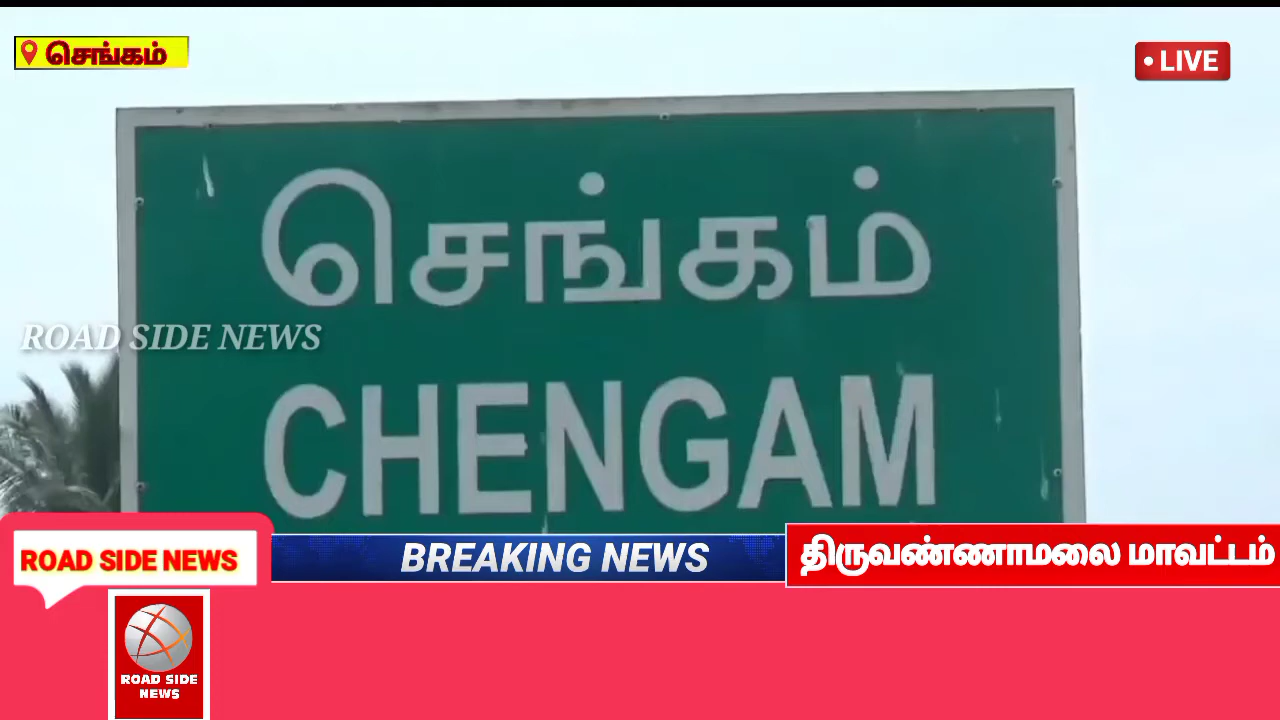 செங்கம்
LIVE
செங்கம்
ROAD SIDE NEWS
CHENGAM
ROAD SIDE NEWS
BREAKING NEWS
திருவண்ணாமலை மாவட்டம்
ROAD SIDE
NEWS